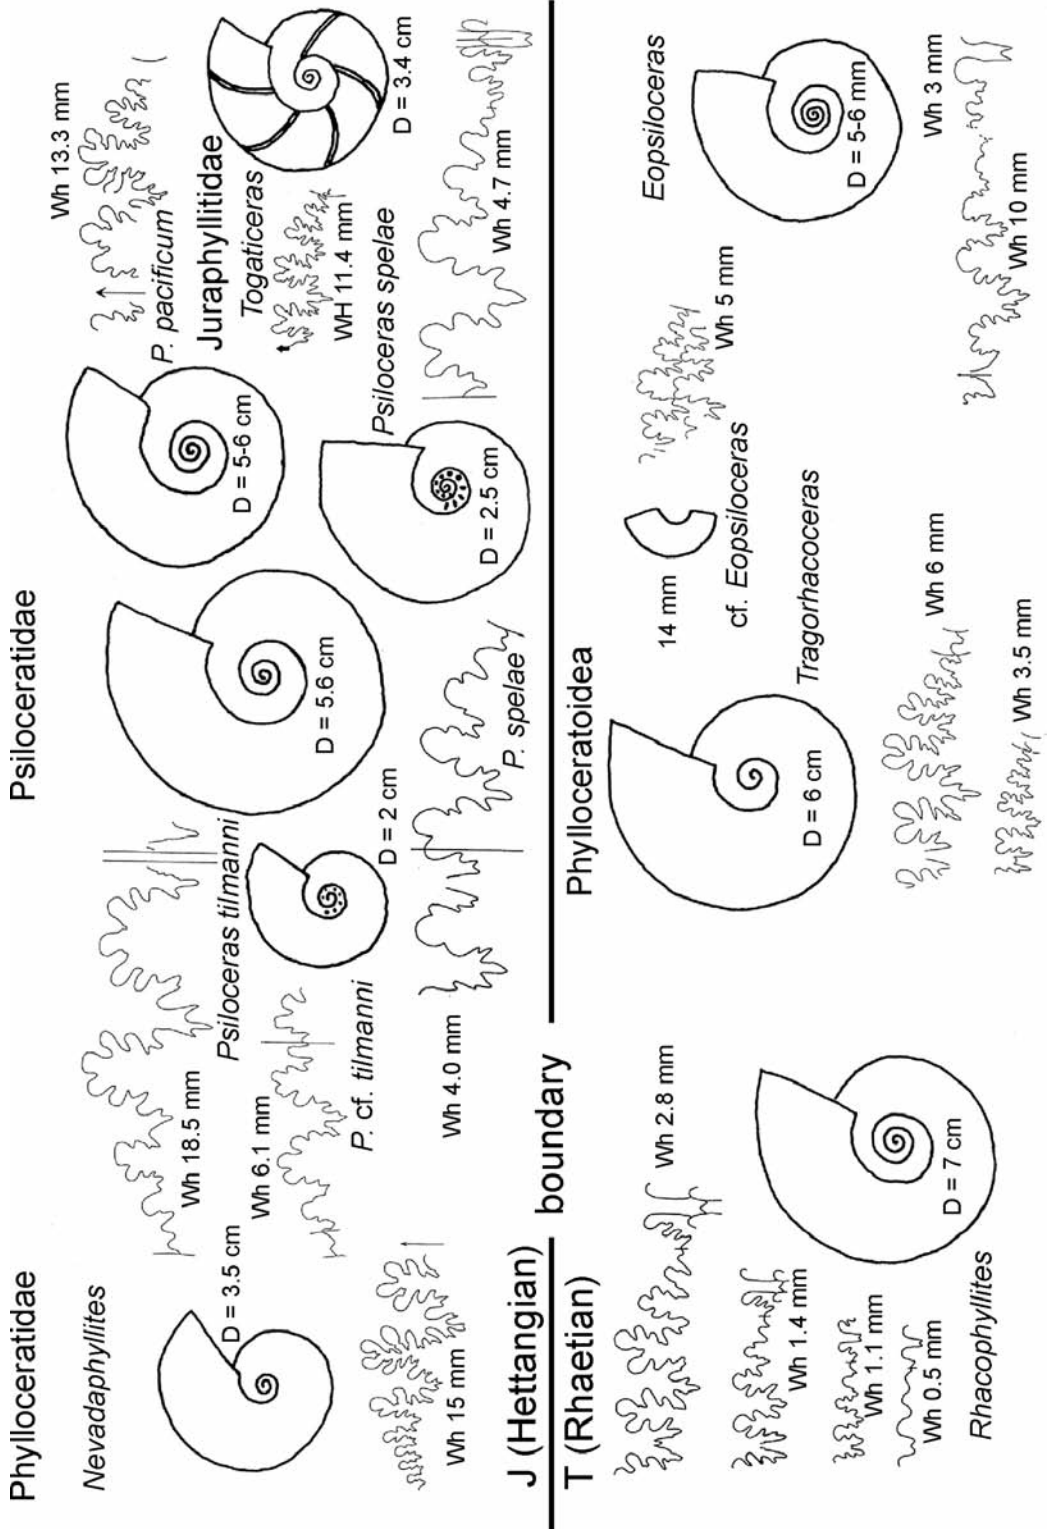 Phylloceratidae
Psiloceratidae
Nevadaphyllites
D = 3.5 cm
Wh 15 mm
Wh 18.5 mm
Psiloceras tilmanni
Wh 6.1 mm
P. cf. tilmanni
D = 2 cm
D = 5.6 cm
Wh 4.0 mm
P. spelae
D = 5-6 cm
P. pacificum
Wh 13.3 mm
Juraphyllitidae
Togaticeras
WH 11.4 mm
D = 3.4 cm
Psiloceras spelae
D = 2.5 cm
Wh 4.7 mm
J (Hettangian)
boundary
T (Rhaetian)
Phylloceratoidea
Wh 2.8 mm
Wh 1.4 mm
Wh 1.1 mm
Wh 0.5 mm
Rhacophyllites
D = 7 cm
D = 6 cm
Tragorhacoceras
Wh 6 mm
Wh 3.5 mm
14 mm
cf. Eopsiloceras
Wh 5 mm
Eopsiloceras
D = 5-6 mm
Wh 3 mm
Wh 10 mm